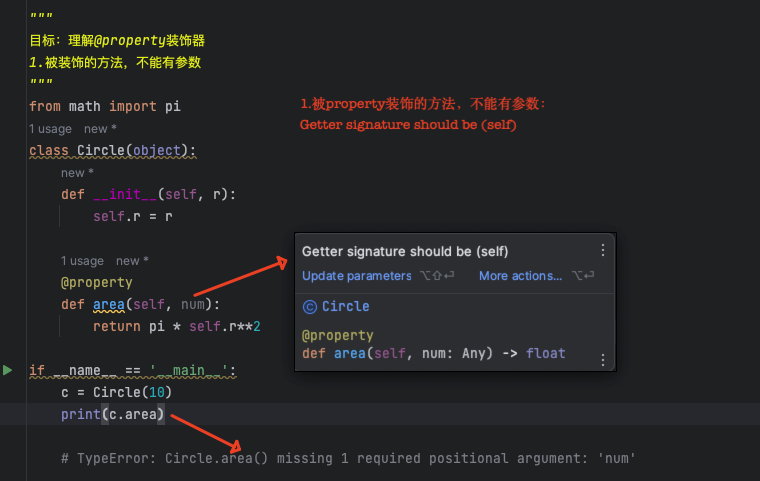 """
目标：理解@property装饰器
1.被装饰的方法，不能有参数
"""
from math import pi
1.被property装饰的方法，不能有参数：
Getter signature should be (self)
1 usage new *
class Circle(object):
new *
def __init__(self, r):
self.r = r
1 usage new *
@property
def area(self, num):
return pi * self.r**2
Getter signature should be (self)
Update parameters ⌥⇧⏎ More actions... ⌥⏎
C Circle
@property
def area(self, num: Any) -> float
if __name__ == '__main__':
c = Circle(10)
print(c.area)
# TypeError: Circle.area() missing 1 required positional argument: 'num'